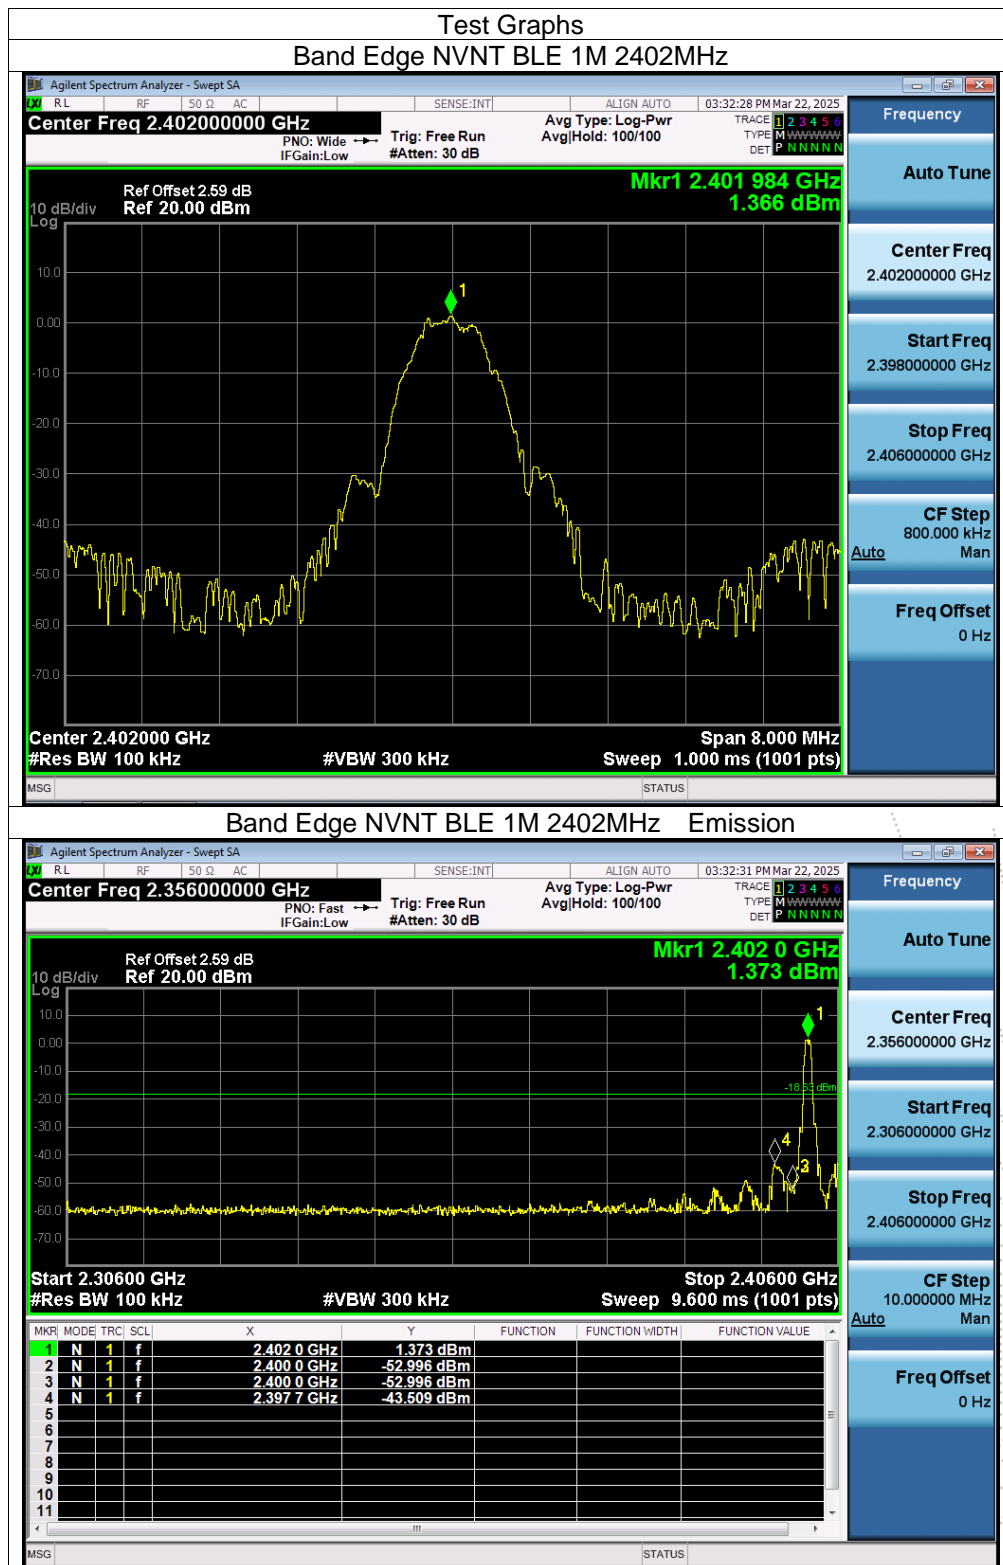 Test Graphs
Band Edge NVNT BLE 1M 2402MHz
Agilent Spectrum Analyzer - Swept SA
LXI RL RF 50 Ω AC SENSE:INT ALIGN AUTO 03:32:28 PM Mar 22, 2025
Center Freq 2.402000000 GHz
PNO: Wide
IFGain:Low
Trig: Free Run
#Atten: 30 dB
Avg Type: Log-Pwr
Avg|Hold: 100/100
TRACE 1 2 3 4 5 6
TYPE M WWWWW
DET P N N N N N
Mkr1 2.401 984 GHz
1.366 dBm
Ref Offset 2.59 dB
10 dB/div Ref 20.00 dBm
Log
10.0
0.00
-10.0
-20.0
-30.0
-40.0
-50.0
-60.0
-70.0
1
Center 2.402000 GHz Span 8.000 MHz
#Res BW 100 kHz #VBW 300 kHz Sweep 1.000 ms (1001 pts)
MSG STATUS
Frequency
Auto Tune
Center Freq
2.402000000 GHz
Start Freq
2.398000000 GHz
Stop Freq
2.406000000 GHz
CF Step
800.000 kHz
Auto Man
Freq Offset
0 Hz
Band Edge NVNT BLE 1M 2402MHz Emission
Agilent Spectrum Analyzer - Swept SA
LXI RL RF 50 Ω AC SENSE:INT ALIGN AUTO 03:32:31 PM Mar 22, 2025
Center Freq 2.356000000 GHz
PNO: Fast
IFGain:Low
Trig: Free Run
#Atten: 30 dB
Avg Type: Log-Pwr
Avg|Hold: 100/100
TRACE 1 2 3 4 5 6
TYPE M WWWWW
DET P N N N N N
Mkr1 2.402 0 GHz
1.373 dBm
Ref Offset 2.59 dB
10 dB/div Ref 20.00 dBm
Log
10.0
0.00
-10.0
-20.0
-30.0
-40.0
-50.0
-60.0
-70.0
1
-18.63 dBm
4
3
Start 2.30600 GHz Stop 2.40600 GHz
#Res BW 100 kHz #VBW 300 kHz Sweep 9.600 ms (1001 pts)
MKR MODE TRC SCL X Y FUNCTION FUNCTION WIDTH FUNCTION VALUE
1 N 1 f 2.402 0 GHz 1.373 dBm
2 N 1 f 2.400 0 GHz -52.996 dBm
3 N 1 f 2.400 0 GHz -52.996 dBm
4 N 1 f 2.397 7 GHz -43.509 dBm
5
6
7
8
9
10
11
MSG STATUS
Frequency
Auto Tune
Center Freq
2.356000000 GHz
Start Freq
2.306000000 GHz
Stop Freq
2.406000000 GHz
CF Step
10.000000 MHz
Auto Man
Freq Offset
0 Hz